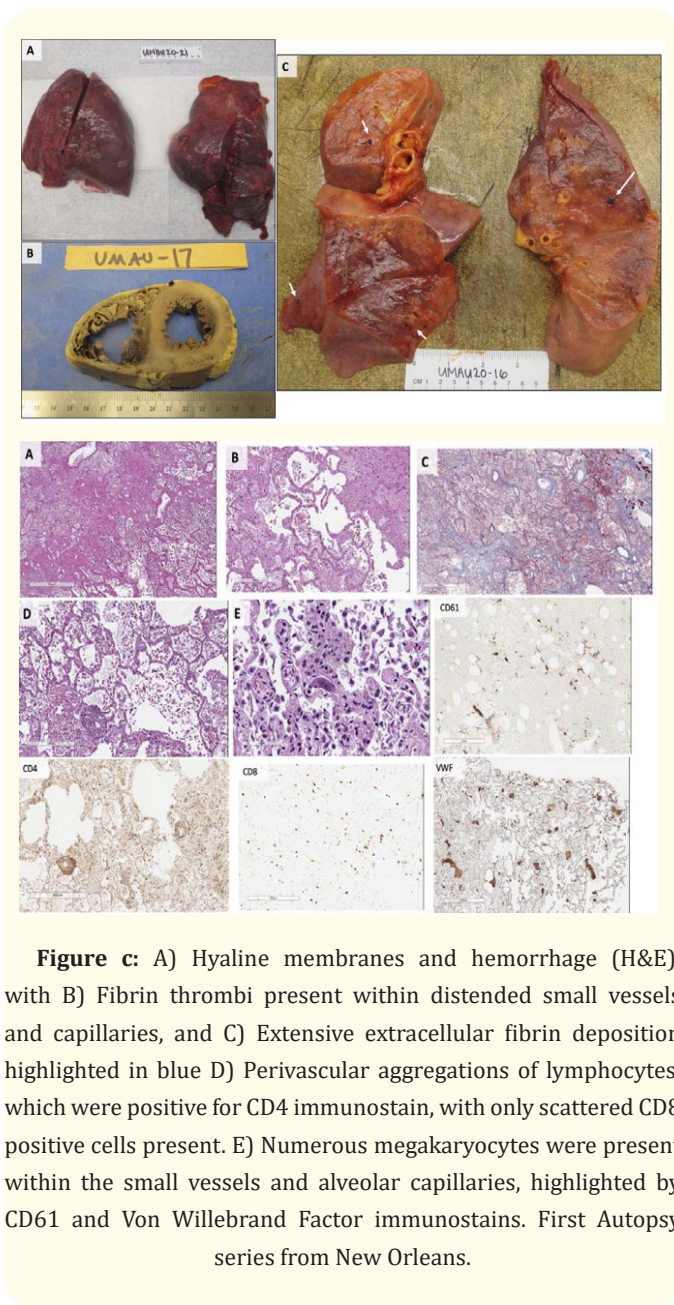 A
UMAU20-21
C
B
UMAU-17
UMAU20-16
A
B
C
D
E
CD61
CD4
CD8
VWF
Figure c: A) Hyaline membranes and hemorrhage (H&E)
with B) Fibrin thrombi present within distended small vessels
and capillaries, and C) Extensive extracellular fibrin deposition
highlighted in blue D) Perivascular aggregations of lymphocytes
which were positive for CD4 immunostain, with only scattered CD8
positive cells present. E) Numerous megakaryocytes were present
within the small vessels and alveolar capillaries, highlighted by
CD61 and Von Willebrand Factor immunostains. First Autopsy
series from New Orleans.